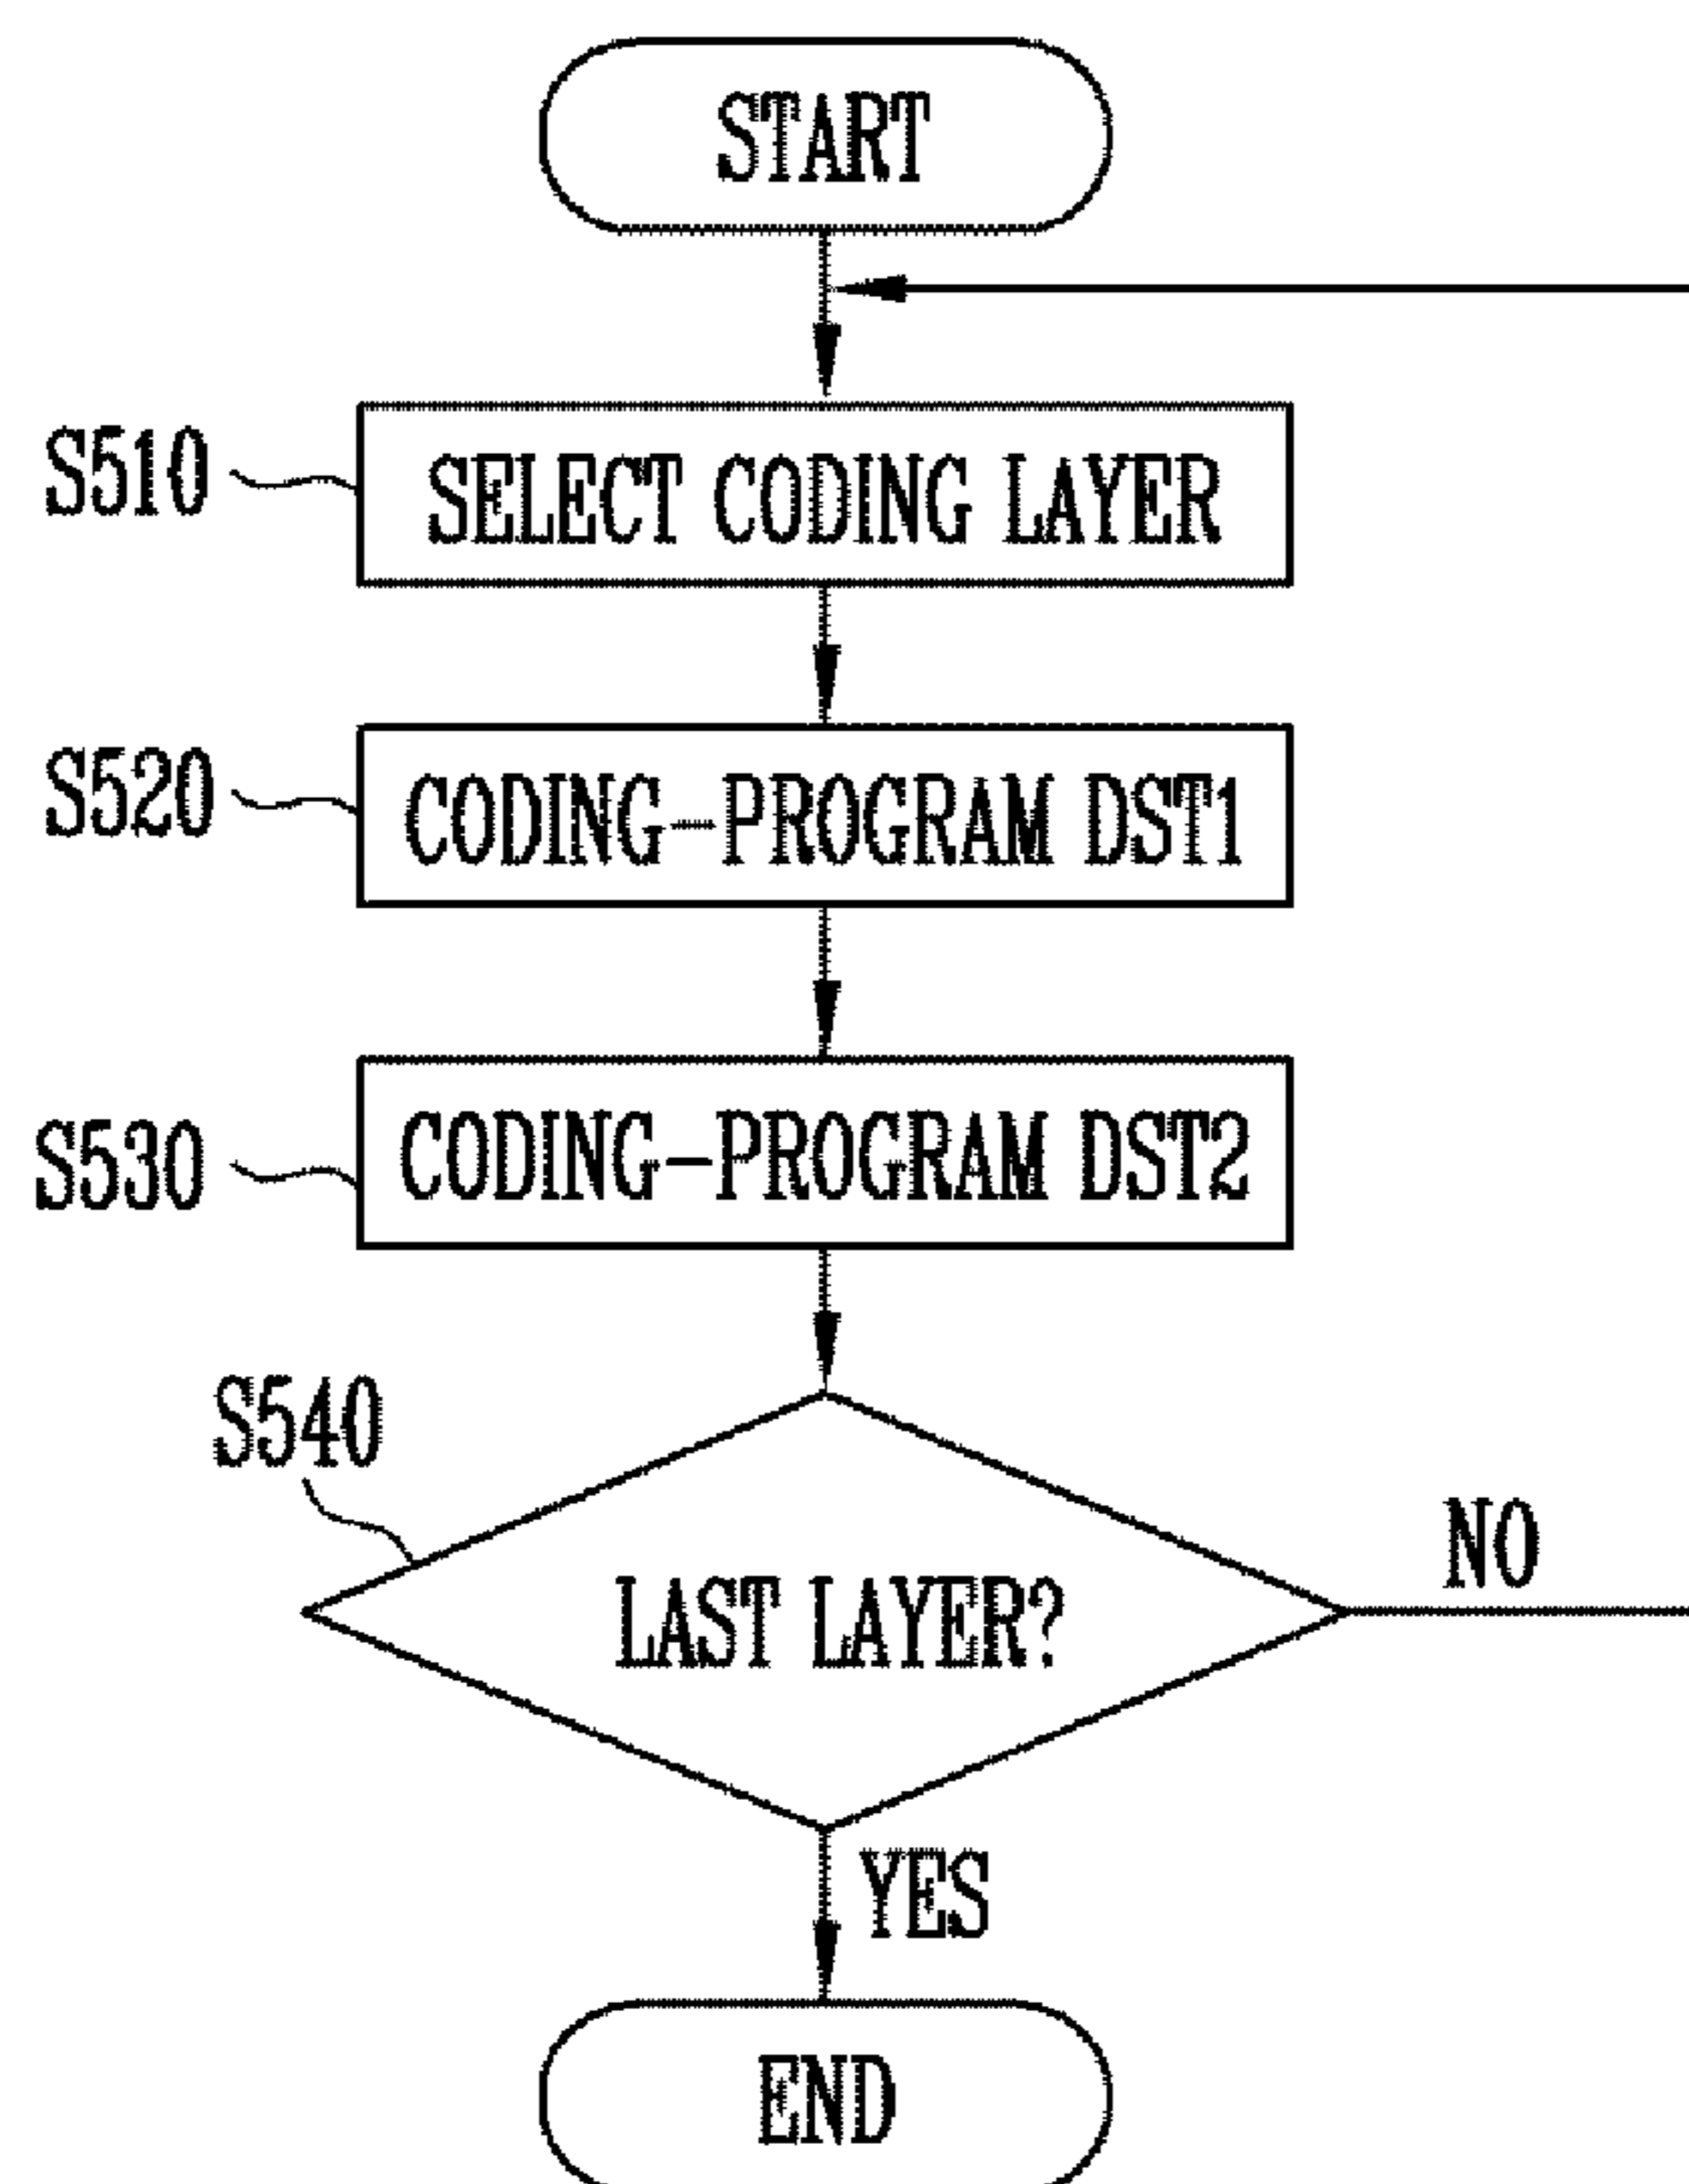 START
S510
SELECT CODING LAYER
S520
CODING-PROGRAM DST1
S530
CODING-PROGRAM DST2
S540
LAST LAYER?
NO
YES
END